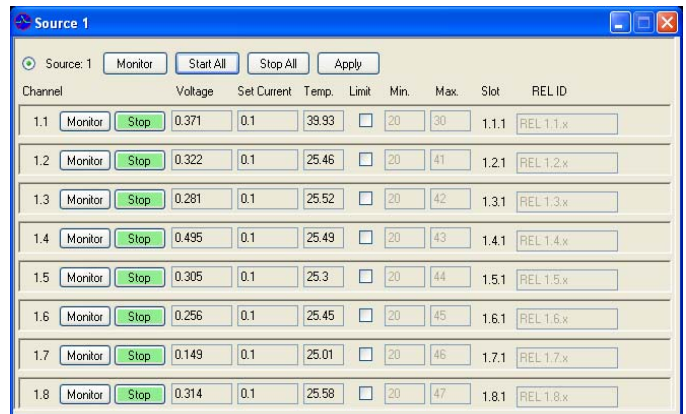 Source 1
Source: 1 Monitor Start All Stop All Apply
Channel Voltage Set Current Temp. Limit Min. Max. Slot REL ID
1.1 Monitor Stop 0.371 0.1 39.93 20 30 1.1.1 REL 1.1.x
1.2 Monitor Stop 0.322 0.1 25.46 20 41 1.2.1 REL 1.2.x
1.3 Monitor Stop 0.281 0.1 25.52 20 42 1.3.1 REL 1.3.x
1.4 Monitor Stop 0.495 0.1 25.49 20 43 1.4.1 REL 1.4.x
1.5 Monitor Stop 0.305 0.1 25.3 20 44 1.5.1 REL 1.5.x
1.6 Monitor Stop 0.256 0.1 25.45 20 45 1.6.1 REL 1.6.x
1.7 Monitor Stop 0.149 0.1 25.01 20 46 1.7.1 REL 1.7.x
1.8 Monitor Stop 0.314 0.1 25.58 20 47 1.8.1 REL 1.8.x